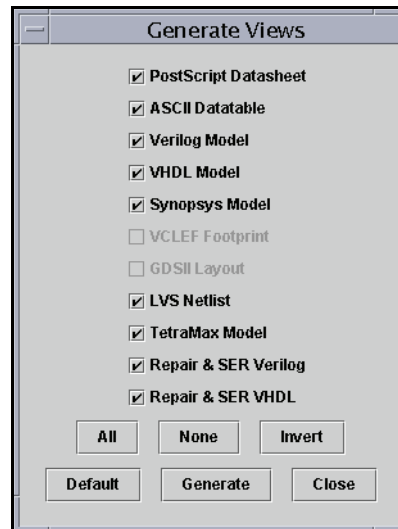 Generate Views
PostScript Datasheet
ASCII Datatable
Verilog Model
VHDL Model
Synopsys Model
VCLEF Footprint
GDSII Layout
LVS Netlist
TetraMax Model
Repair & SER Verilog
Repair & SER VHDL
All None Invert
Default Generate Close